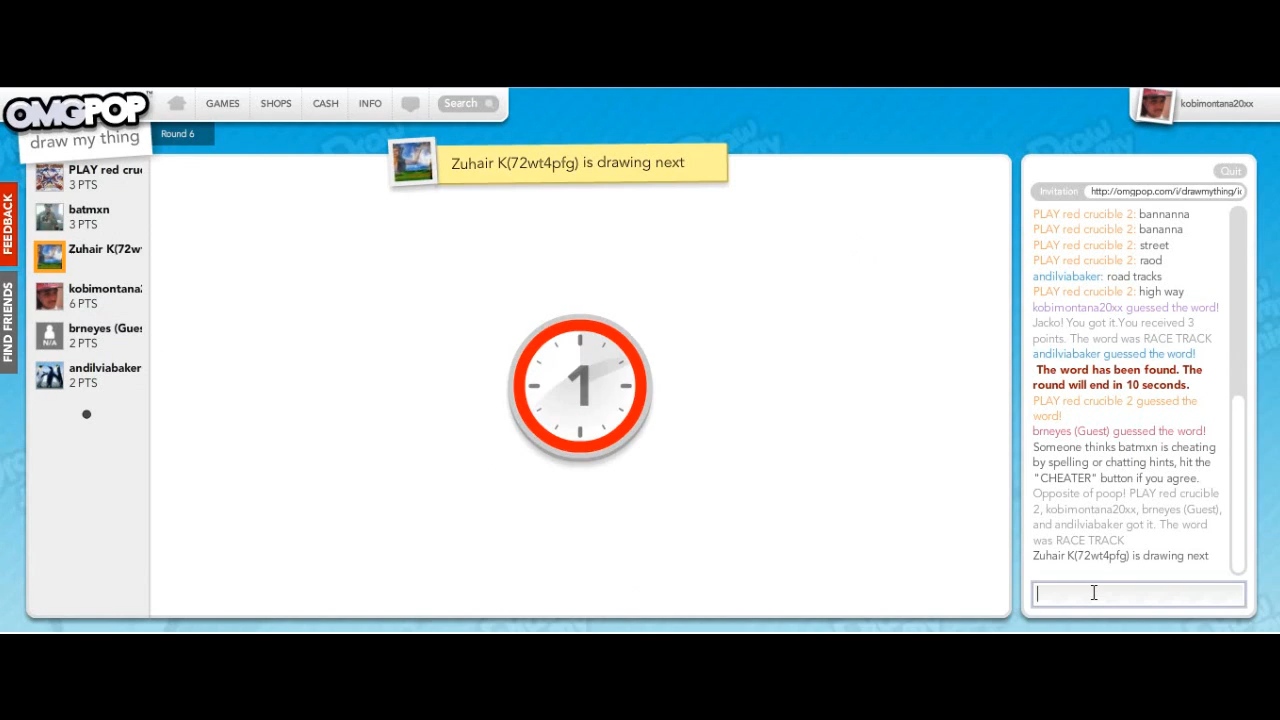 OMGPOP
draw my thing
GAMES
SHOPS
CASH
INFO
Search
kobimontana20xx
Round 6
FEEDBACK
FIND FRIENDS
PLAY red cruc
3 PTS
batmxn
3 PTS
Zuhair K(72w
kobimontana
6 PTS
N/A
brneyes (Gues
2 PTS
andilviabaker
2 PTS
Zuhair K(72wt4pfg) is drawing next
1
Quit
Invitation http://omgpop.com/i/drawmything/i
PLAY red crucible 2: bannanna
PLAY red crucible 2: bananna
PLAY red crucible 2: street
PLAY red crucible 2: raod
andilviabaker: road tracks
PLAY red crucible 2: high way
kobimontana20xx guessed the word!
Jacko! You got it.You received 3
points. The word was RACE TRACK
andilviabaker guessed the word!
The word has been found. The
round will end in 10 seconds.
PLAY red crucible 2 guessed the
word!
brneyes (Guest) guessed the word!
Someone thinks batmxn is cheating
by spelling or chatting hints, hit the
"CHEATER" button if you agree.
Opposite of poop! PLAY red crucible
2, kobimontana20xx, brneyes (Guest),
and andilviabaker got it. The word
was RACE TRACK
Zuhair K(72wt4pfg) is drawing next